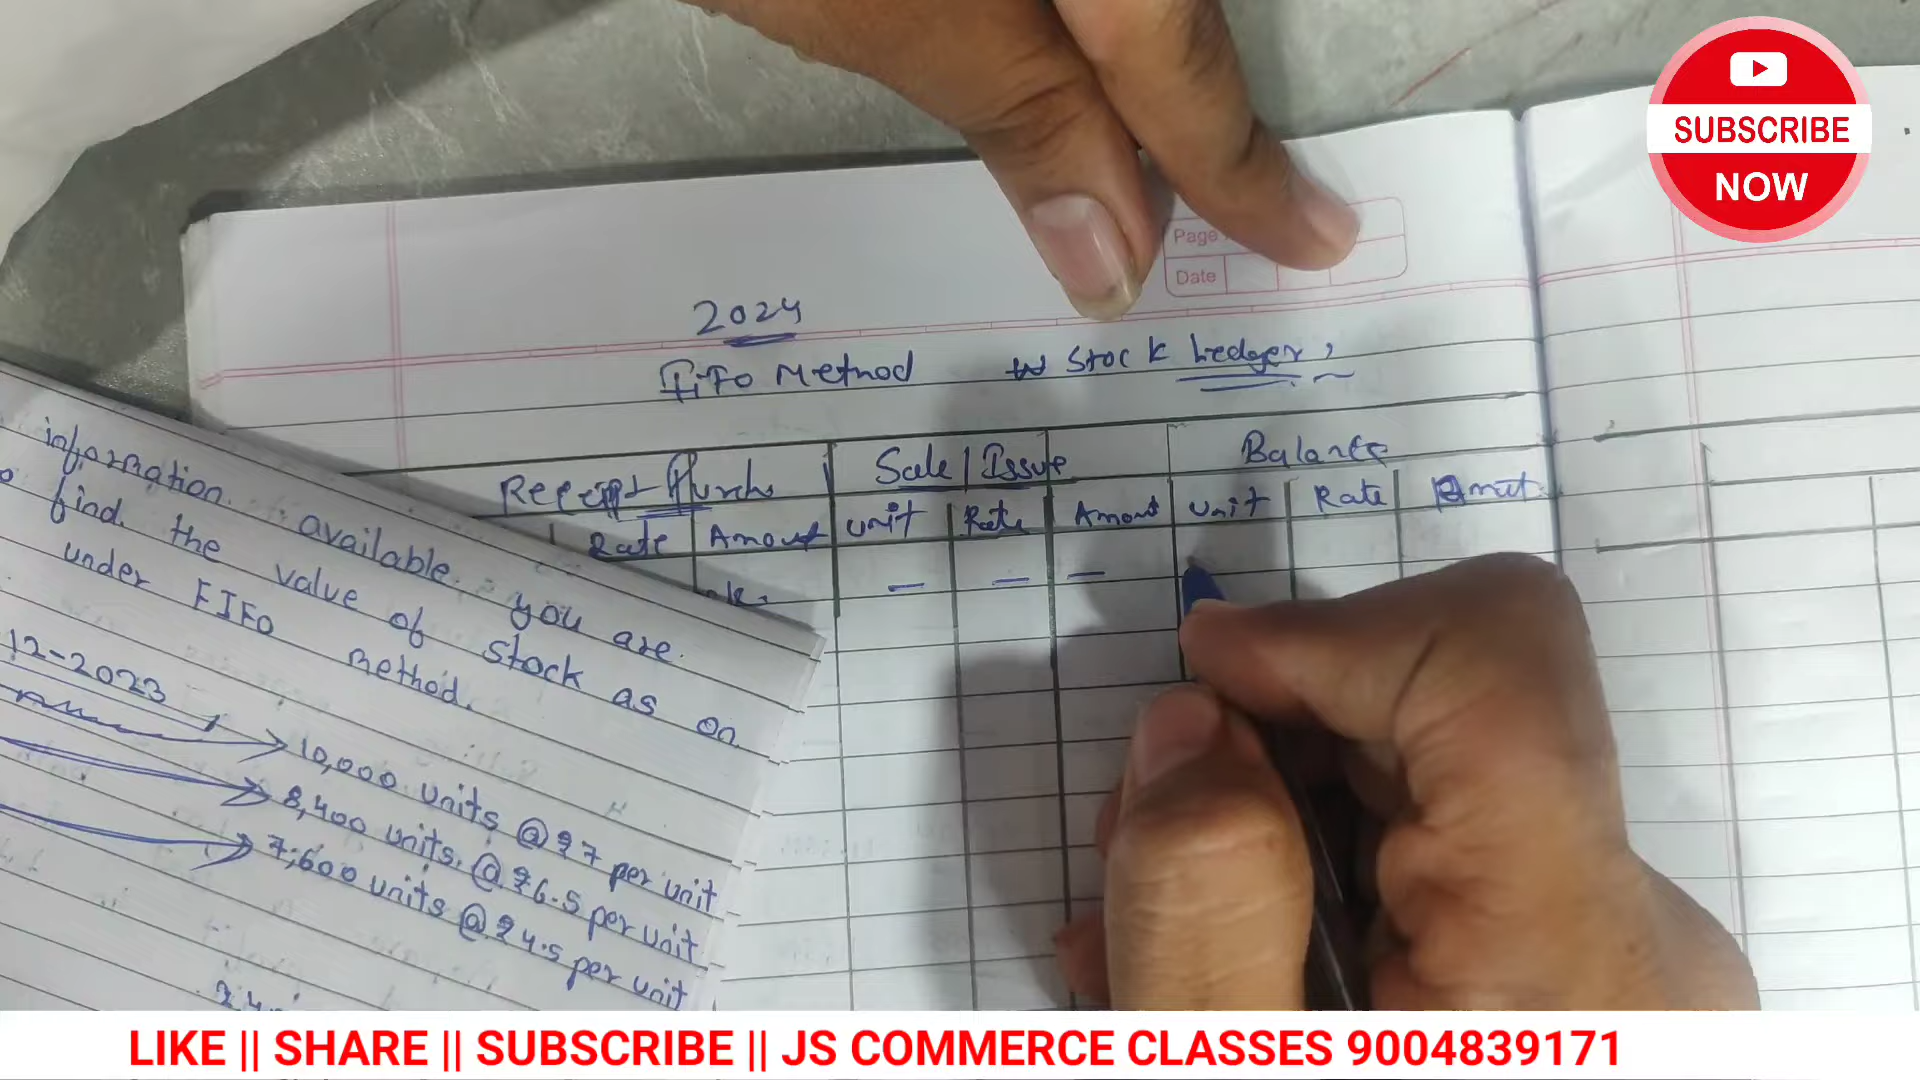 SUBSCRIBE
NOW
Page
Date
2024
FIFO Method Stock Ledger
Receipt Purch Sale | Issue Balance
Rate Amount Unit Rate Amount Unit Rate Amt
information available. you are
find the value of stock as on
under FIFO Method.
12-2023
10,000 units @ ₹7 per unit
8,400 units @ ₹6.5 per unit
7,600 units @ ₹4.5 per unit
LIKE || SHARE || SUBSCRIBE || JS COMMERCE CLASSES 9004839171